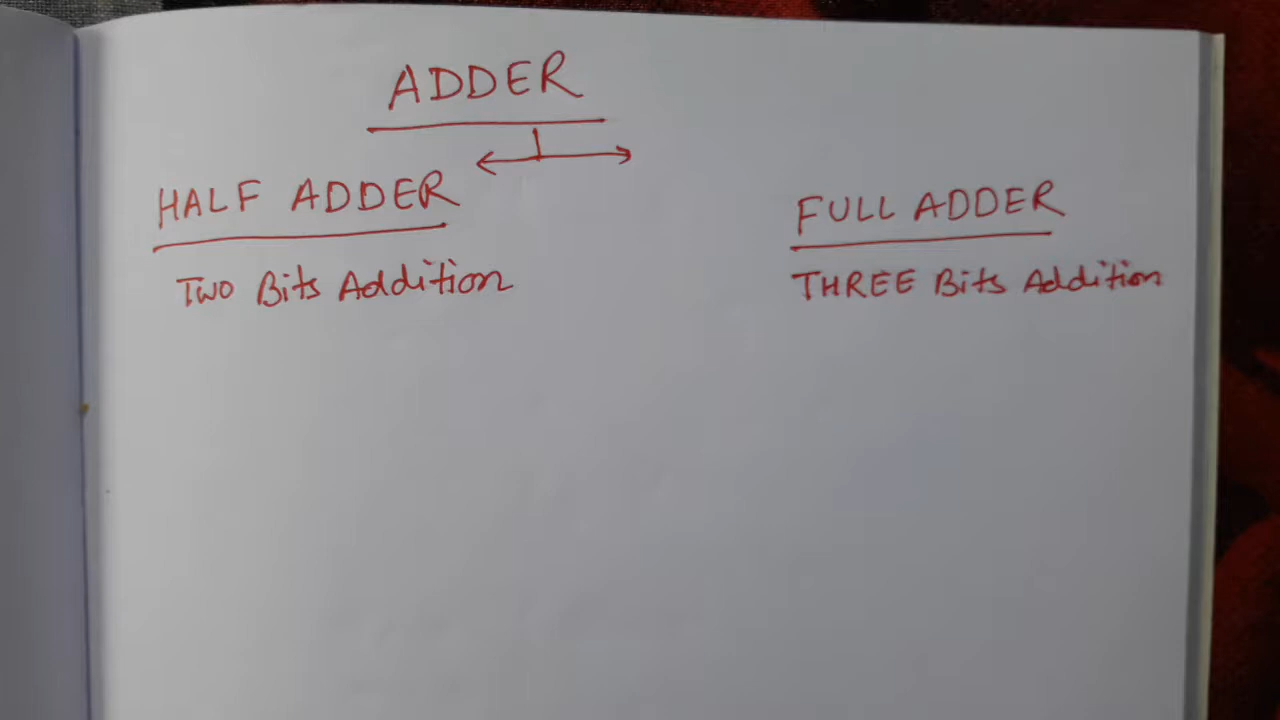 ADDER
HALF ADDER
TWO Bits Addition
FULL ADDER
THREE Bits Addition